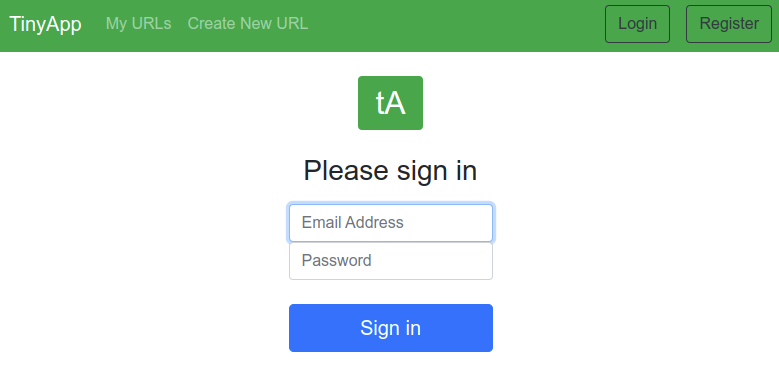 TinyApp My URLs Create New URL Login Register
tA
Please sign in
Email Address
Password
Sign in